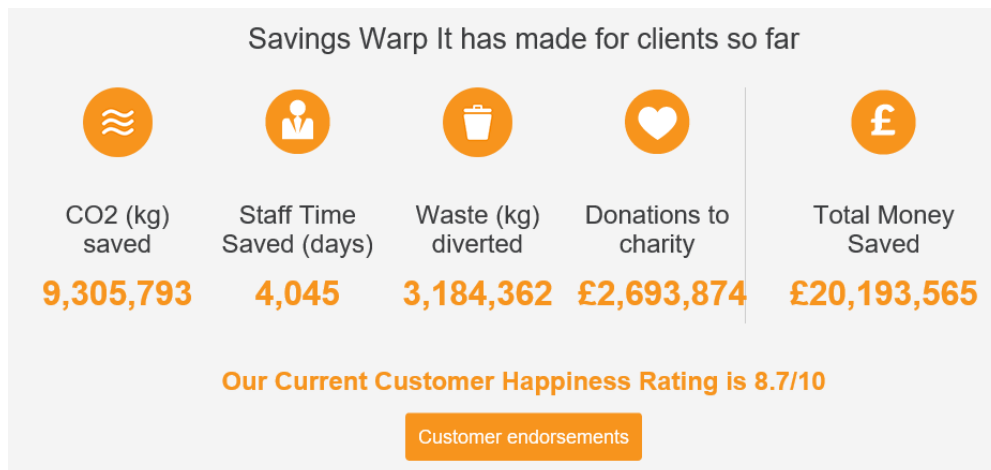 Savings Warp It has made for clients so far
£
CO2 (kg)
saved
9,305,793
Staff Time
Saved (days)
4,045
Waste (kg)
diverted
3,184,362
Donations to
charity
£2,693,874
Total Money
Saved
£20,193,565
Our Current Customer Happiness Rating is 8.7/10
Customer endorsements